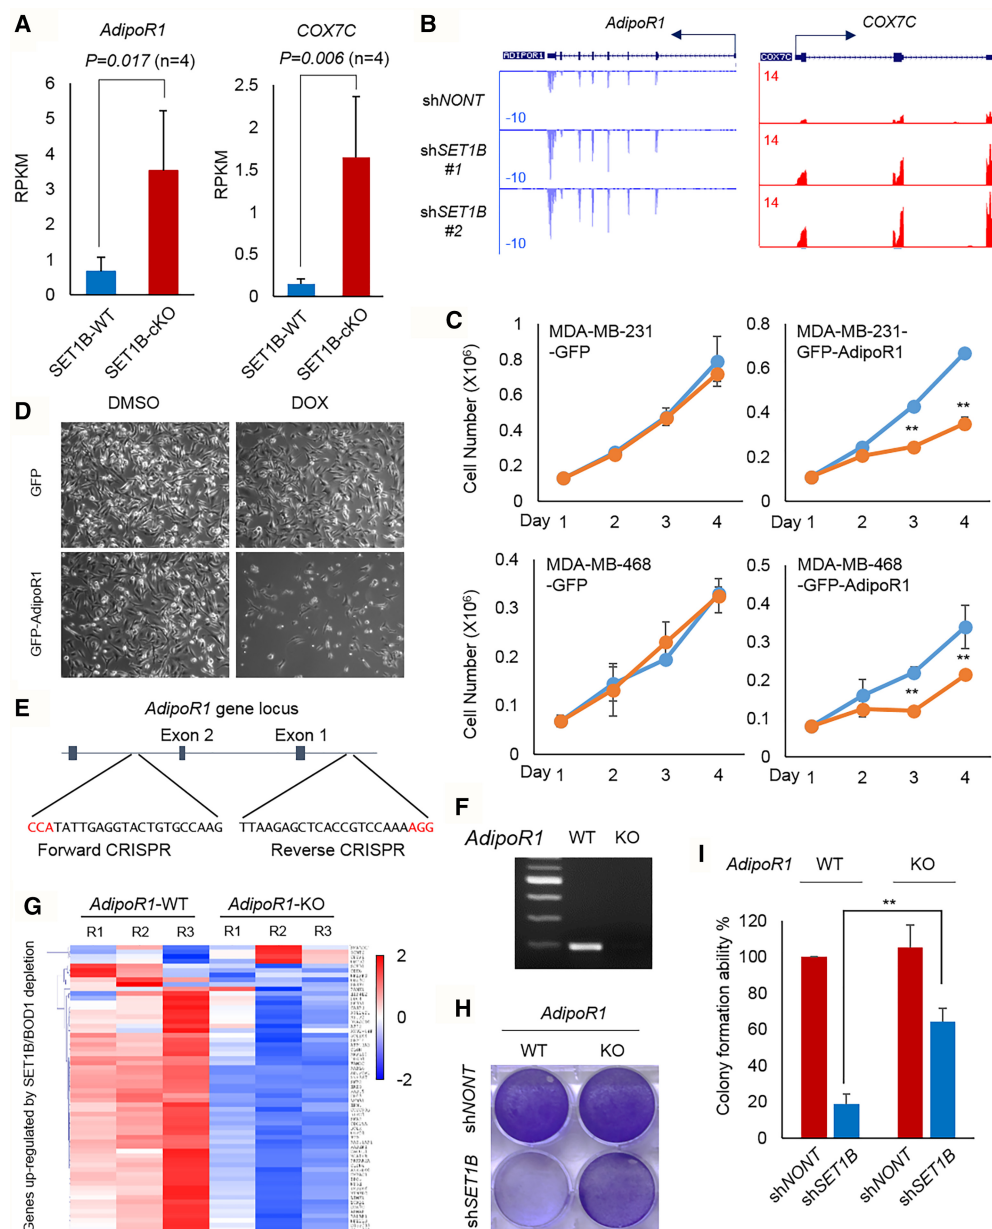 A
AdipoR1
P=0.017 (n=4)
RPKM
6
5
4
3
2
1
0
SET1B-WT
SET1B-cKO
COX7C
P=0.006 (n=4)
RPKM
2.5
2
1.5
1
0.5
0
SET1B-WT
SET1B-cKO
B
AdipoR1
COX7C
ADIPOR1
COX7C
shNONT
-10
14
shSET1B
#1
-10
14
shSET1B
#2
-10
14
C
Cell Number (X10⁶)
MDA-MB-231
-GFP
1
0.8
0.6
0.4
0.2
0
Day 1 2 3 4
MDA-MB-231-
GFP-AdipoR1
0.8
0.6
0.4
0.2
0
**
**
1 2 3 4
Cell Number (X10⁶)
MDA-MB-468
-GFP
0.4
0.3
0.2
0.1
0
Day 1 2 3 4
MDA-MB-468
-GFP-AdipoR1
0.5
0.4
0.3
0.2
0.1
0
**
**
Day 1 2 3 4
D
DMSO DOX
GFP
GFP-AdipoR1
E
AdipoR1 gene locus
Exon 2 Exon 1
CCATATTGAGGTACTGTGCCAAG TTAAGAGCTCACCGTCCAAAAGG
Forward CRISPR Reverse CRISPR
F
AdipoR1 WT KO
G
AdipoR1-WT AdipoR1-KO
R1 R2 R3 R1 R2 R3
Genes up-regulated by SET1B/BOD1 depletion
2
0
-2
H
AdipoR1
WT KO
shNONT
shSET1B
I
AdipoR1 WT KO
**
Colony formation ability %
120
100
80
60
40
20
0
shNONT
shSET1B
shNONT
shSET1B